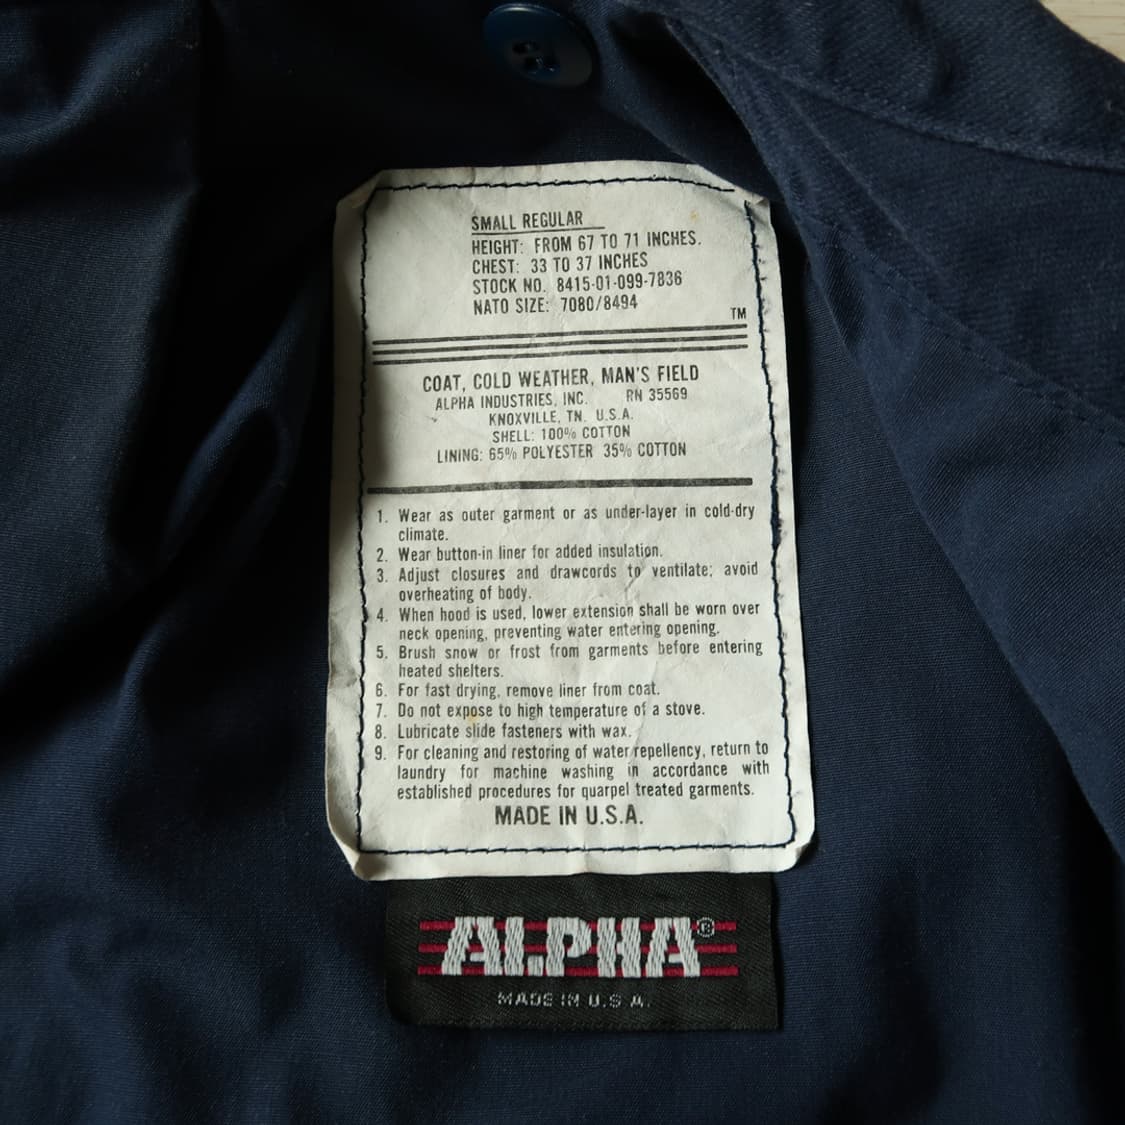 SMALL REGULAR
HEIGHT: FROM 67 TO 71 INCHES.
CHEST: 33 TO 37 INCHES
STOCK NO. 8415-01-099-7836
NATO SIZE: 7080/8494
TM
COAT, COLD WEATHER, MAN'S FIELD
ALPHA INDUSTRIES, INC. RN 35569
KNOXVILLE, TN. U.S.A.
SHELL: 100% COTTON
LINING: 65% POLYESTER 35% COTTON
1. Wear as outer garment or as under-layer in cold-dry
climate.
2. Wear button-in liner for added insulation.
3. Adjust closures and drawcords to ventilate; avoid
overheating of body.
4. When hood is used, lower extension shall be worn over
neck opening, preventing water entering opening.
5. Brush snow or frost from garments before entering
heated shelters.
6. For fast drying, remove liner from coat.
7. Do not expose to high temperature of a stove.
8. Lubricate slide fasteners with wax.
9. For cleaning and restoring of water repellency, return to
laundry for machine washing in accordance with
established procedures for quarpel treated garments.
MADE IN U.S.A.
ALPHA®
MADE IN U.S.A.